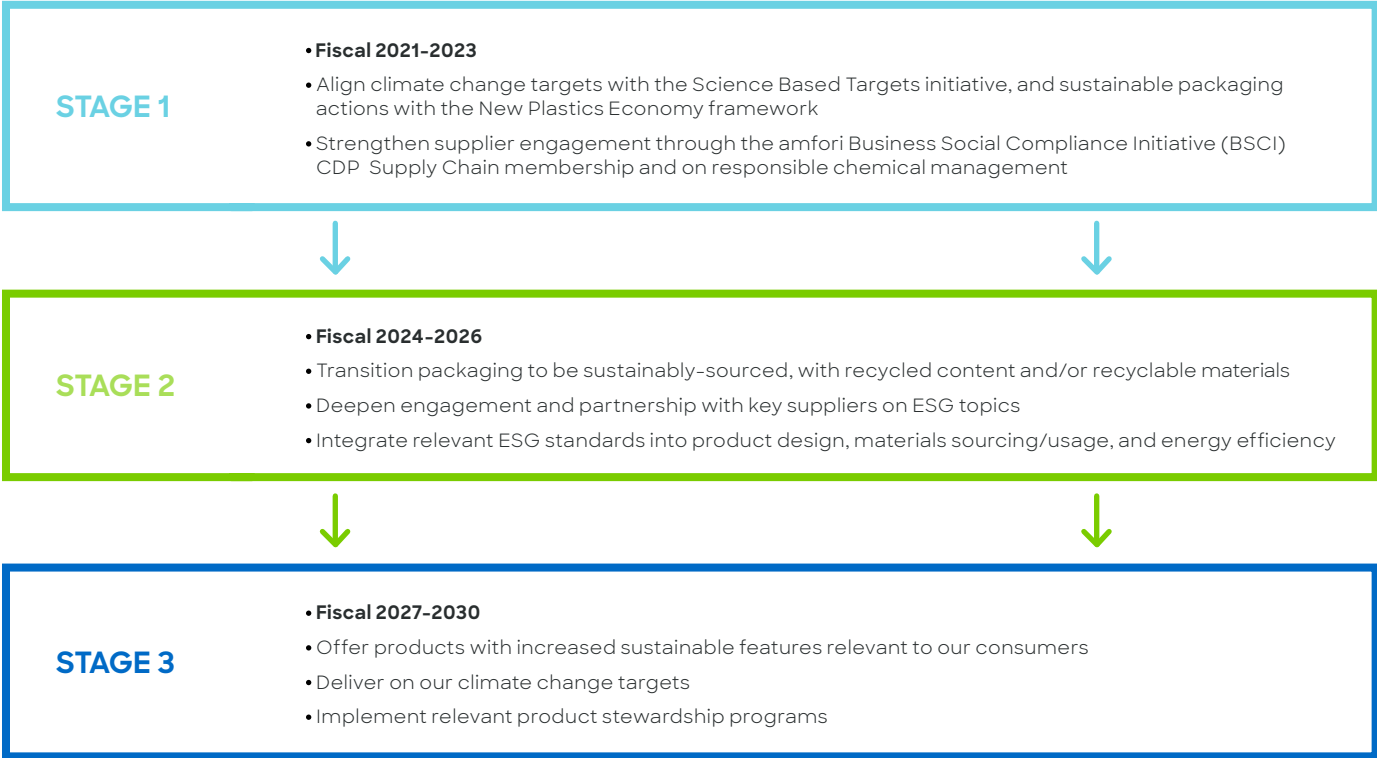 STAGE 1
• Fiscal 2021-2023
• Align climate change targets with the Science Based Targets initiative, and sustainable packaging
actions with the New Plastics Economy framework
• Strengthen supplier engagement through the amfori Business Social Compliance Initiative (BSCI)
CDP  Supply Chain membership and on responsible chemical management
STAGE 2
• Fiscal 2024-2026
• Transition packaging to be sustainably-sourced, with recycled content and/or recyclable materials
• Deepen engagement and partnership with key suppliers on ESG topics
• Integrate relevant ESG standards into product design, materials sourcing/usage, and energy efficiency
STAGE 3
• Fiscal 2027-2030
• Offer products with increased sustainable features relevant to our consumers
• Deliver on our climate change targets
• Implement relevant product stewardship programs